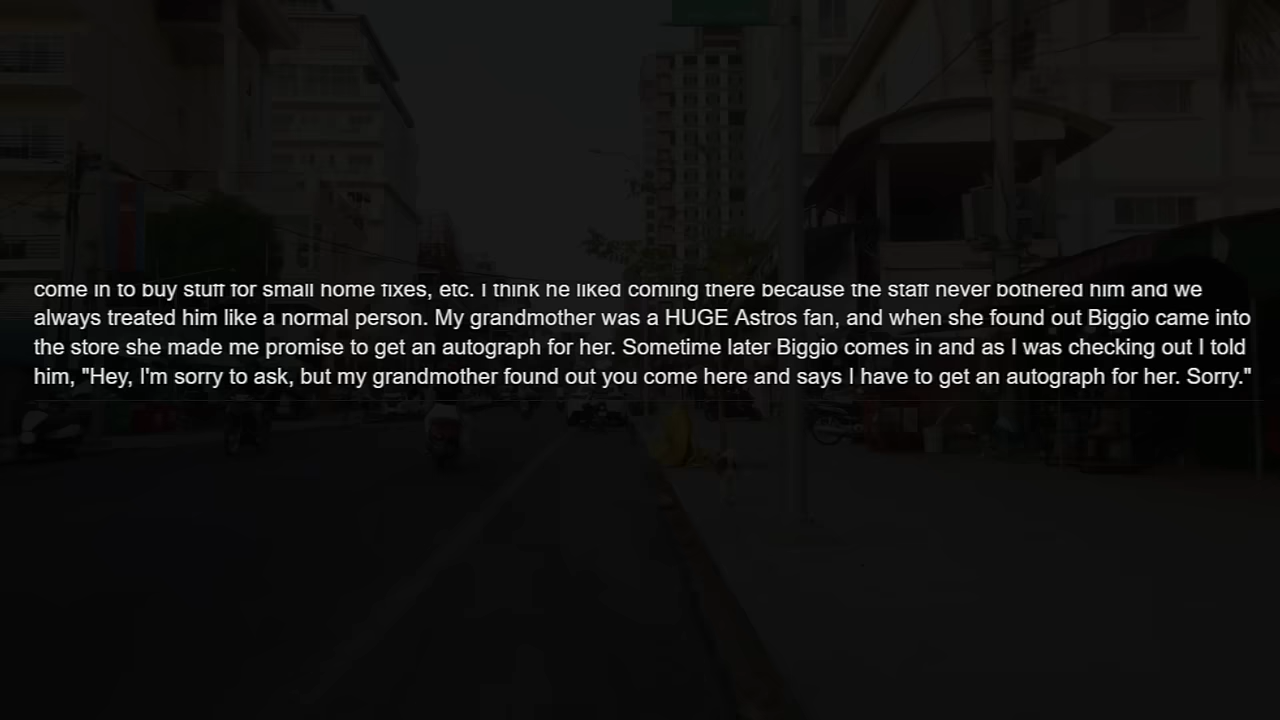 come in to buy stuff for small home fixes, etc. I think he liked coming there because the staff never bothered him and we
always treated him like a normal person. My grandmother was a HUGE Astros fan, and when she found out Biggio came into
the store she made me promise to get an autograph for her. Sometime later Biggio comes in and as I was checking out I told
him, "Hey, I'm sorry to ask, but my grandmother found out you come here and says I have to get an autograph for her. Sorry."